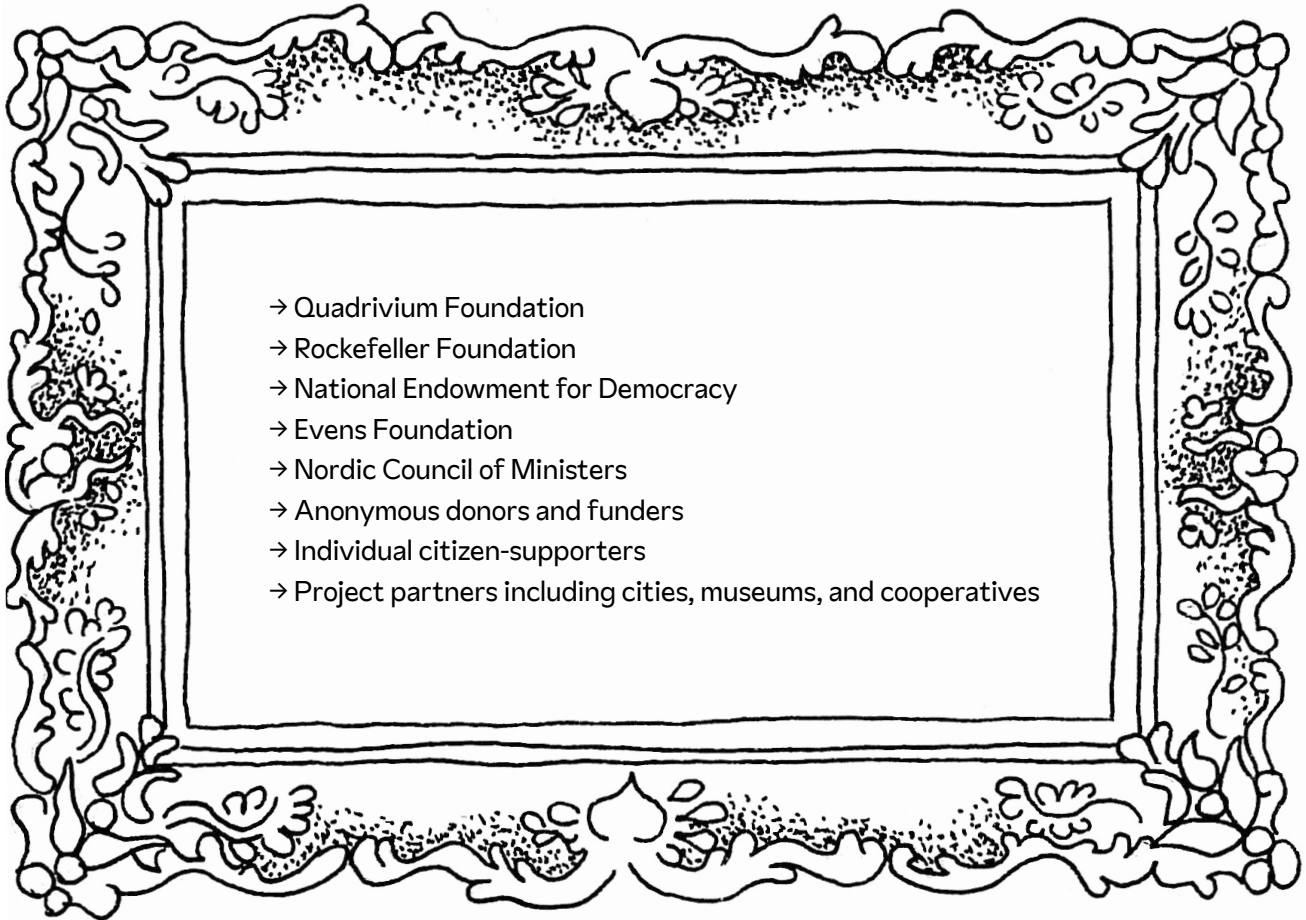 → Quadrivium Foundation
→ Rockefeller Foundation
→ National Endowment for Democracy
→ Evens Foundation
→ Nordic Council of Ministers
→ Anonymous donors and funders
→ Individual citizen-supporters
→ Project partners including cities, museums, and cooperatives